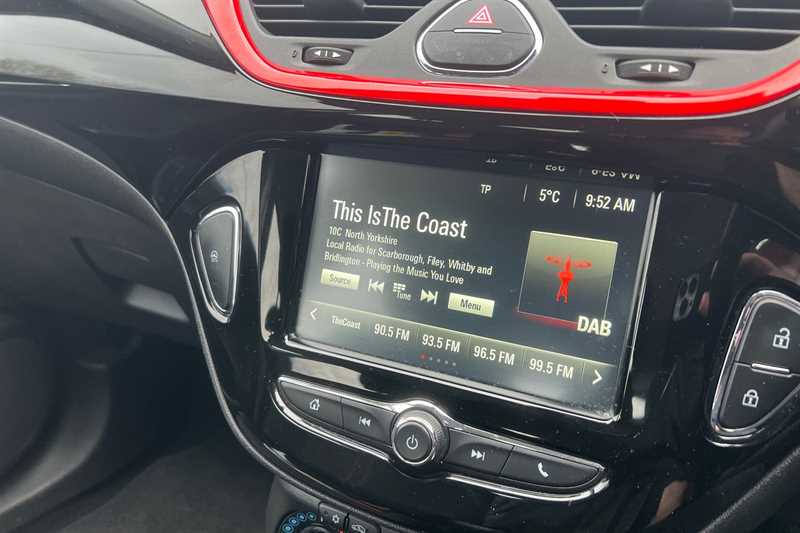 TP 5°C 9:52 AM
This IsThe Coast
10C North Yorkshire
Local Radio for Scarborough, Filey, Whitby and
Bridlington - Playing the Music You Love
Source Tune Menu
DAB
TheCoast 90.5 FM 93.5 FM 96.5 FM 99.5 FM